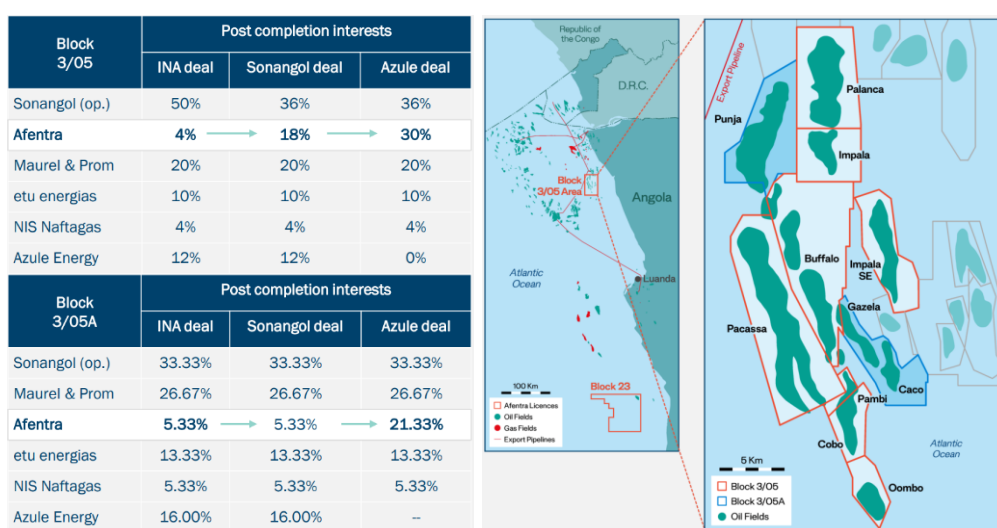 Block
3/05
Post completion interests
INA deal
Sonangol deal
Azule deal
Sonangol (op.) 50% 36% 36%
Afentra 4% 18% 30%
Maurel & Prom 20% 20% 20%
etu energias 10% 10% 10%
NIS Naftagas 4% 4% 4%
Azule Energy 12% 12% 0%
Block
3/05A
Post completion interests
INA deal
Sonangol deal
Azule deal
Sonangol (op.) 33.33% 33.33% 33.33%
Maurel & Prom 26.67% 26.67% 26.67%
Afentra 5.33% 5.33% 21.33%
etu energias 13.33% 13.33% 13.33%
NIS Naftagas 5.33% 5.33% 5.33%
Azule Energy 16.00% 16.00% --
Republic of
the Congo
D.R.C.
Block
3/05 Area
Angola
Atlantic
Ocean
Luanda
100 Km
Block 23
Afentra Licences
Oil Fields
Gas Fields
Export Pipelines
Export Pipeline
Palanca
Punja
Impala
Buffalo
Impala
SE
Gazela
Pacassa
Caco
Pambi
Cobo
Atlantic
Ocean
Oombo
5 Km
Block 3/05
Block 3/05A
Oil Fields